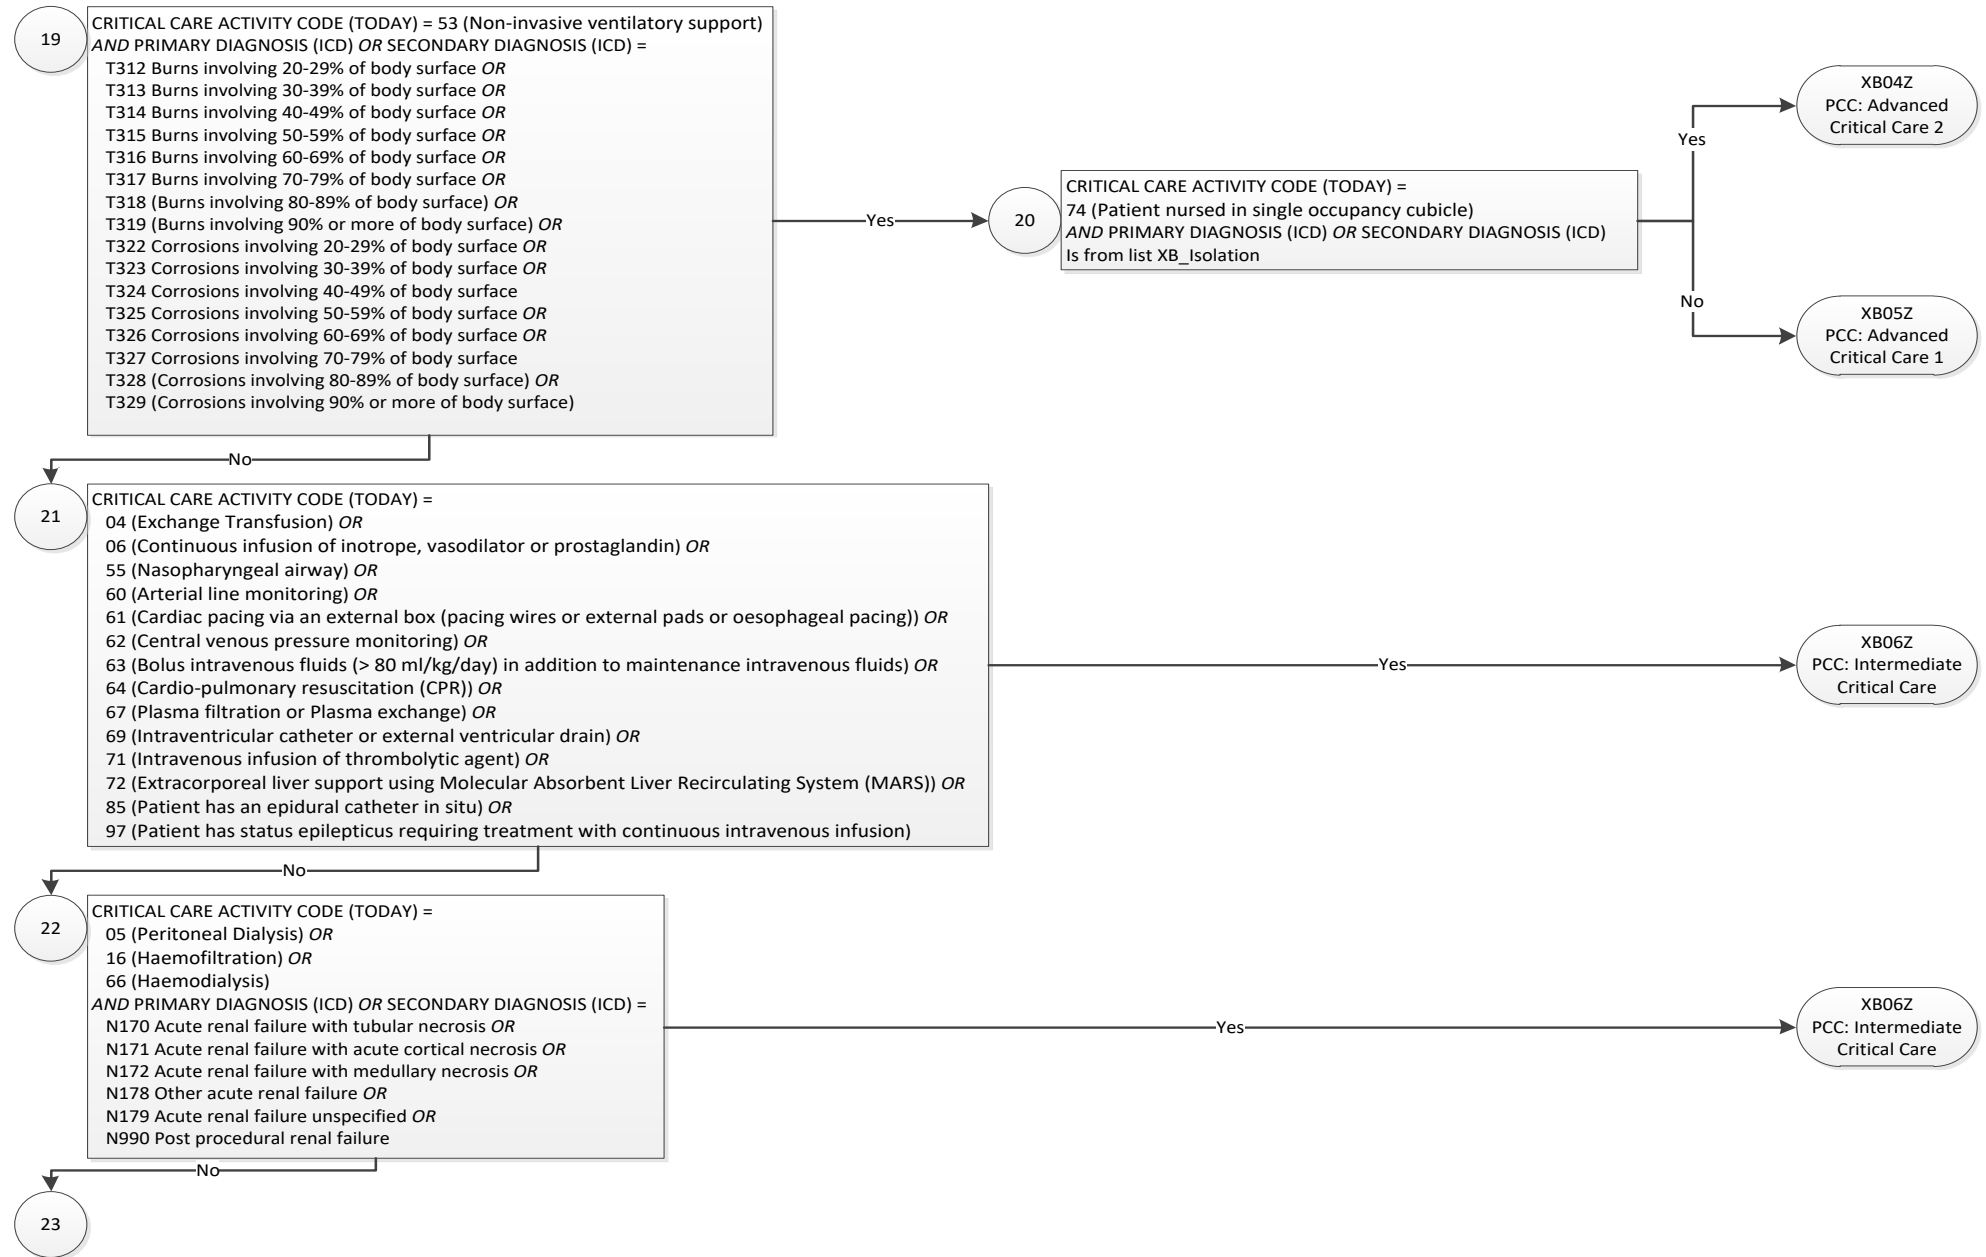 19
CRITICAL CARE ACTIVITY CODE (TODAY) = 53 (Non-invasive ventilatory support)
AND PRIMARY DIAGNOSIS (ICD) OR SECONDARY DIAGNOSIS (ICD) =
T312 Burns involving 20-29% of body surface OR
T313 Burns involving 30-39% of body surface OR
T314 Burns involving 40-49% of body surface OR
T315 Burns involving 50-59% of body surface OR
T316 Burns involving 60-69% of body surface OR
T317 Burns involving 70-79% of body surface OR
T318 (Burns involving 80-89% of body surface) OR
T319 (Burns involving 90% or more of body surface) OR
T322 Corrosions involving 20-29% of body surface OR
T323 Corrosions involving 30-39% of body surface OR
T324 Corrosions involving 40-49% of body surface
T325 Corrosions involving 50-59% of body surface OR
T326 Corrosions involving 60-69% of body surface OR
T327 Corrosions involving 70-79% of body surface
T328 (Corrosions involving 80-89% of body surface) OR
T329 (Corrosions involving 90% or more of body surface)
Yes
20
CRITICAL CARE ACTIVITY CODE (TODAY) =
74 (Patient nursed in single occupancy cubicle)
AND PRIMARY DIAGNOSIS (ICD) OR SECONDARY DIAGNOSIS (ICD)
Is from list XB_Isolation
Yes
XB04Z
PCC: Advanced
Critical Care 2
No
XB05Z
PCC: Advanced
Critical Care 1
No
21
CRITICAL CARE ACTIVITY CODE (TODAY) =
04 (Exchange Transfusion) OR
06 (Continuous infusion of inotrope, vasodilator or prostaglandin) OR
55 (Nasopharyngeal airway) OR
60 (Arterial line monitoring) OR
61 (Cardiac pacing via an external box (pacing wires or external pads or oesophageal pacing)) OR
62 (Central venous pressure monitoring) OR
63 (Bolus intravenous fluids (> 80 ml/kg/day) in addition to maintenance intravenous fluids) OR
64 (Cardio-pulmonary resuscitation (CPR)) OR
67 (Plasma filtration or Plasma exchange) OR
69 (Intraventricular catheter or external ventricular drain) OR
71 (Intravenous infusion of thrombolytic agent) OR
72 (Extracorporeal liver support using Molecular Absorbent Liver Recirculating System (MARS)) OR
85 (Patient has an epidural catheter in situ) OR
97 (Patient has status epilepticus requiring treatment with continuous intravenous infusion)
Yes
XB06Z
PCC: Intermediate
Critical Care
No
22
CRITICAL CARE ACTIVITY CODE (TODAY) =
05 (Peritoneal Dialysis) OR
16 (Haemofiltration) OR
66 (Haemodialysis)
AND PRIMARY DIAGNOSIS (ICD) OR SECONDARY DIAGNOSIS (ICD) =
N170 Acute renal failure with tubular necrosis OR
N171 Acute renal failure with acute cortical necrosis OR
N172 Acute renal failure with medullary necrosis OR
N178 Other acute renal failure OR
N179 Acute renal failure unspecified OR
N990 Post procedural renal failure
Yes
XB06Z
PCC: Intermediate
Critical Care
No
23